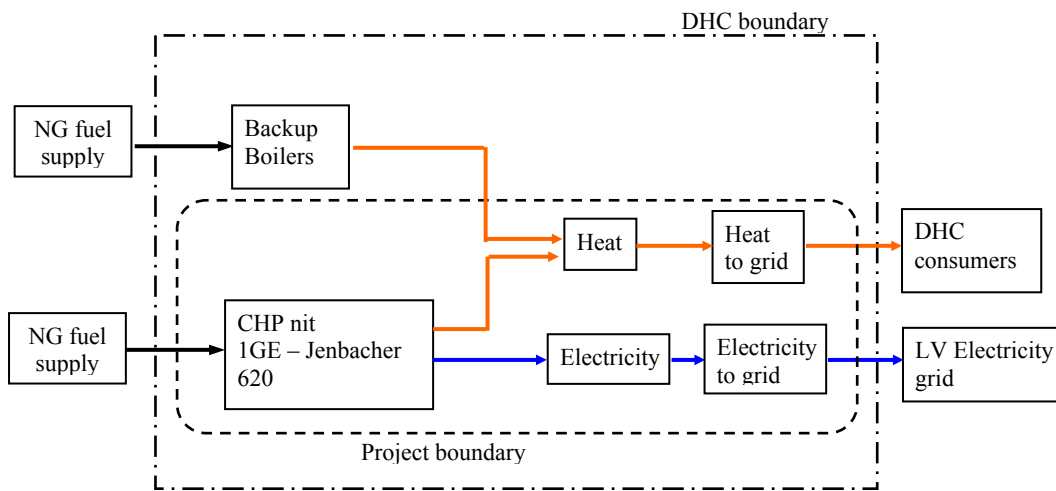 DHC boundary
NG fuel
supply
Backup
Boilers
Heat
Heat
to grid
DHC
consumers
NG fuel
supply
CHP nit
1GE – Jenbacher
620
Electricity
Electricity
to grid
LV Electricity
grid
Project boundary